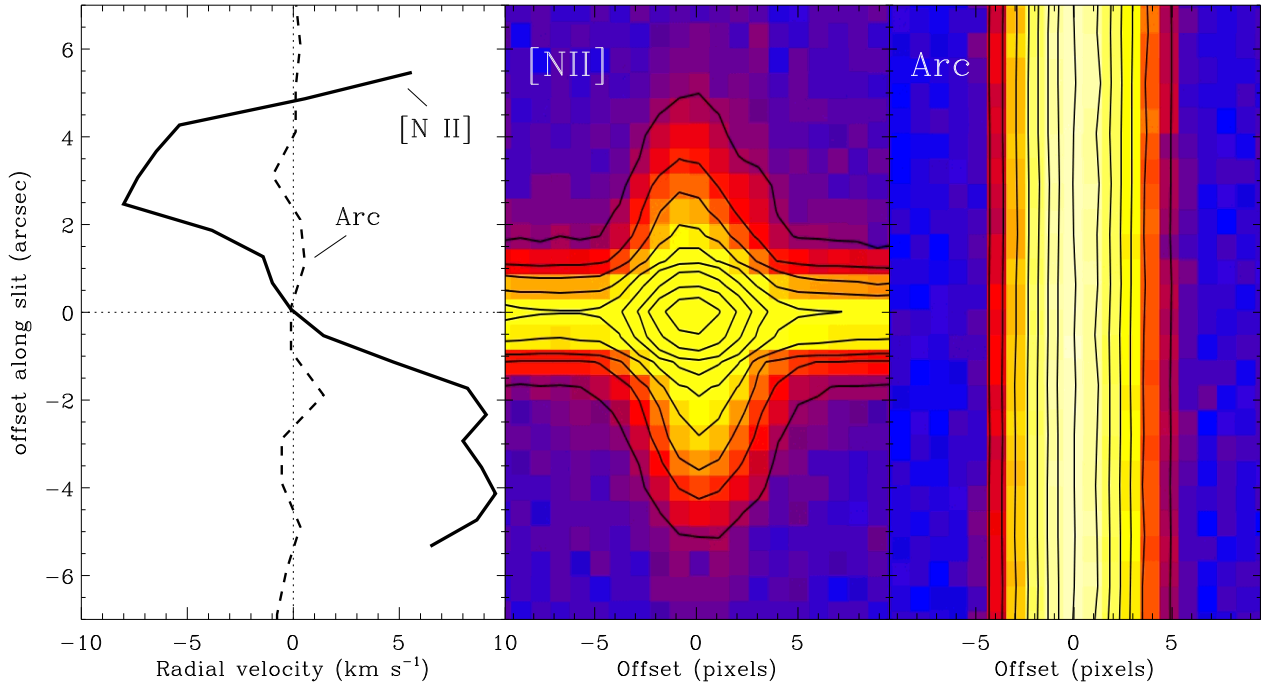 [NII]
Arc
[N II]
Arc
offset along slit (arcsec)
6
4
2
0
−2
−4
−6
−10 −5 0 5 10 −5 0 5 −5 0 5
Radial velocity (km s⁻¹) Offset (pixels) Offset (pixels)